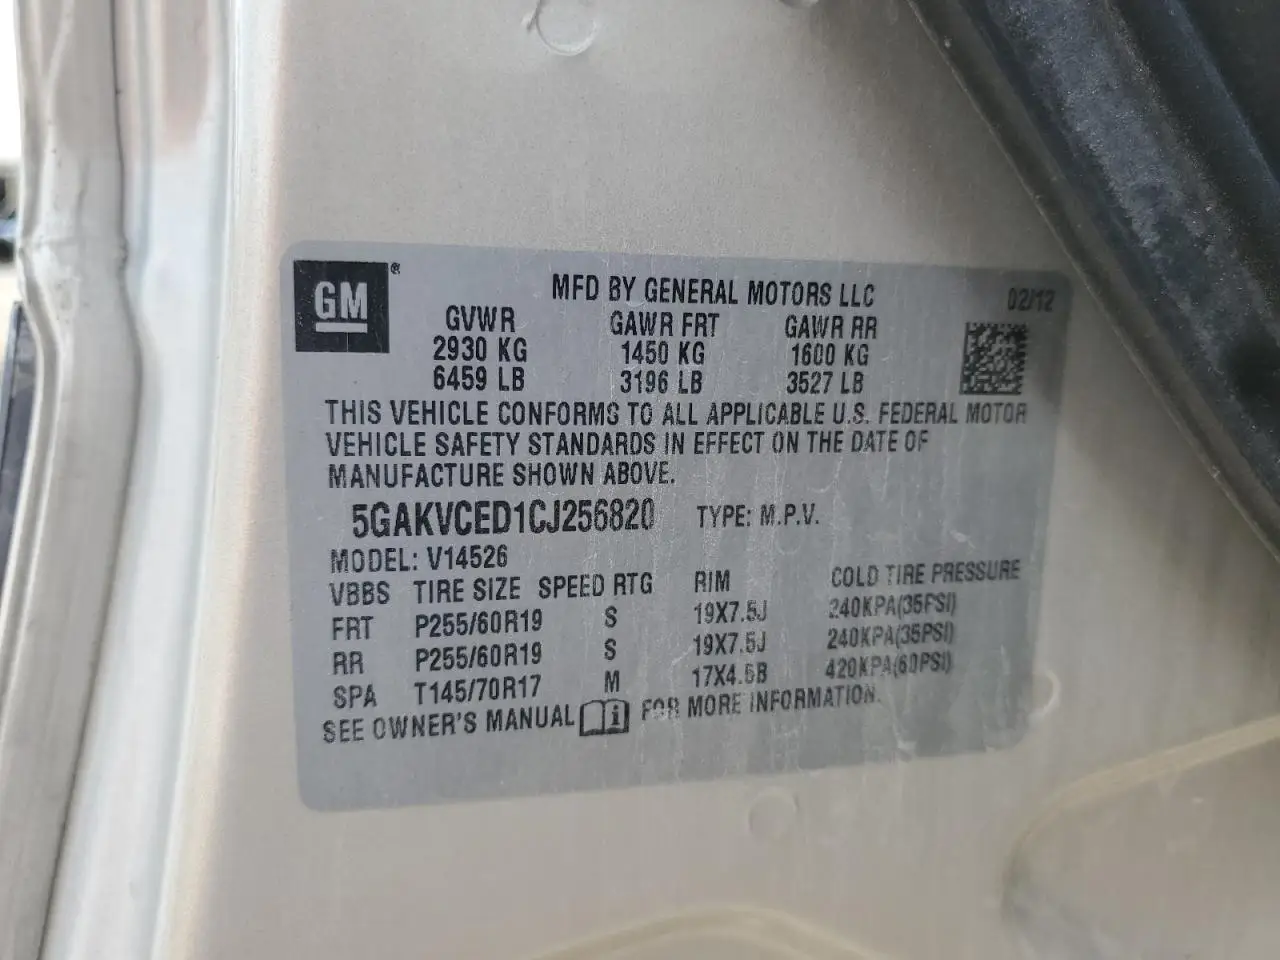 GM®
MFD BY GENERAL MOTORS LLC 02/12
GVWR GAWR FRT GAWR RR
2930 KG 1450 KG 1600 KG
6459 LB 3196 LB 3527 LB
THIS VEHICLE CONFORMS TO ALL APPLICABLE U.S. FEDERAL MOTOR
VEHICLE SAFETY STANDARDS IN EFFECT ON THE DATE OF
MANUFACTURE SHOWN ABOVE.
5GAKVCED1CJ256820 TYPE: M.P.V.
MODEL: V14526
VBBS TIRE SIZE SPEED RTG RIM COLD TIRE PRESSURE
FRT P255/60R19 S 19X7.5J 240KPA(35PSI)
RR P255/60R19 S 19X7.5J 240KPA(35PSI)
SPA T145/70R17 M 17X4.5B 420KPA(60PSI)
SEE OWNER'S MANUAL i FOR MORE INFORMATION.